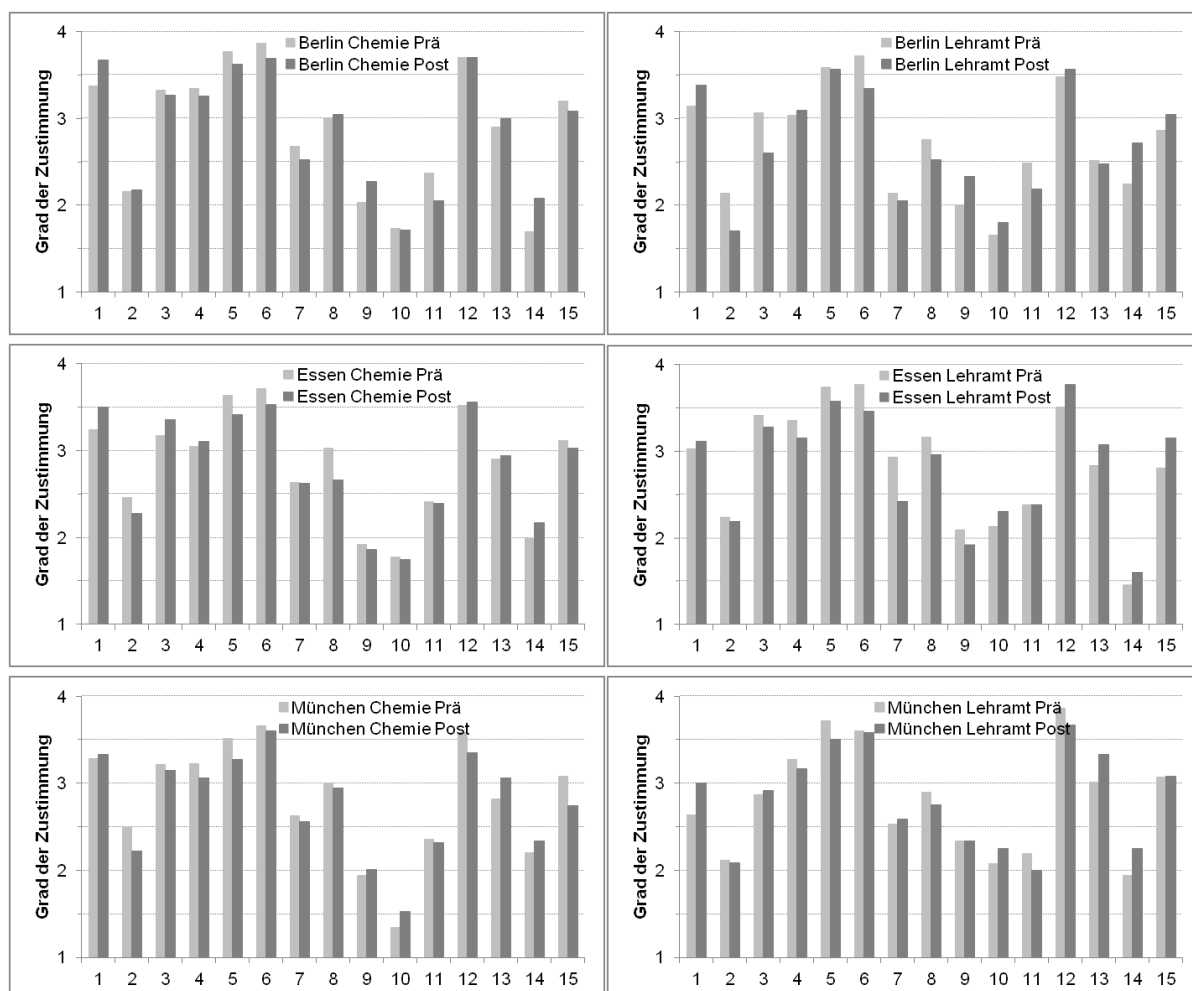 Grad der Zustimmung
4
3
2
1
Berlin Chemie Prä
Berlin Chemie Post
1 2 3 4 5 6 7 8 9 10 11 12 13 14 15
Grad der Zustimmung
4
3
2
1
Berlin Lehramt Prä
Berlin Lehramt Post
1 2 3 4 5 6 7 8 9 10 11 12 13 14 15
Grad der Zustimmung
4
3
2
1
Essen Chemie Prä
Essen Chemie Post
1 2 3 4 5 6 7 8 9 10 11 12 13 14 15
Grad der Zustimmung
4
3
2
1
Essen Lehramt Prä
Essen Lehramt Post
1 2 3 4 5 6 7 8 9 10 11 12 13 14 15
Grad der Zustimmung
4
3
2
1
München Chemie Prä
München Chemie Post
1 2 3 4 5 6 7 8 9 10 11 12 13 14 15
Grad der Zustimmung
4
3
2
1
München Lehramt Prä
München Lehramt Post
1 2 3 4 5 6 7 8 9 10 11 12 13 14 15